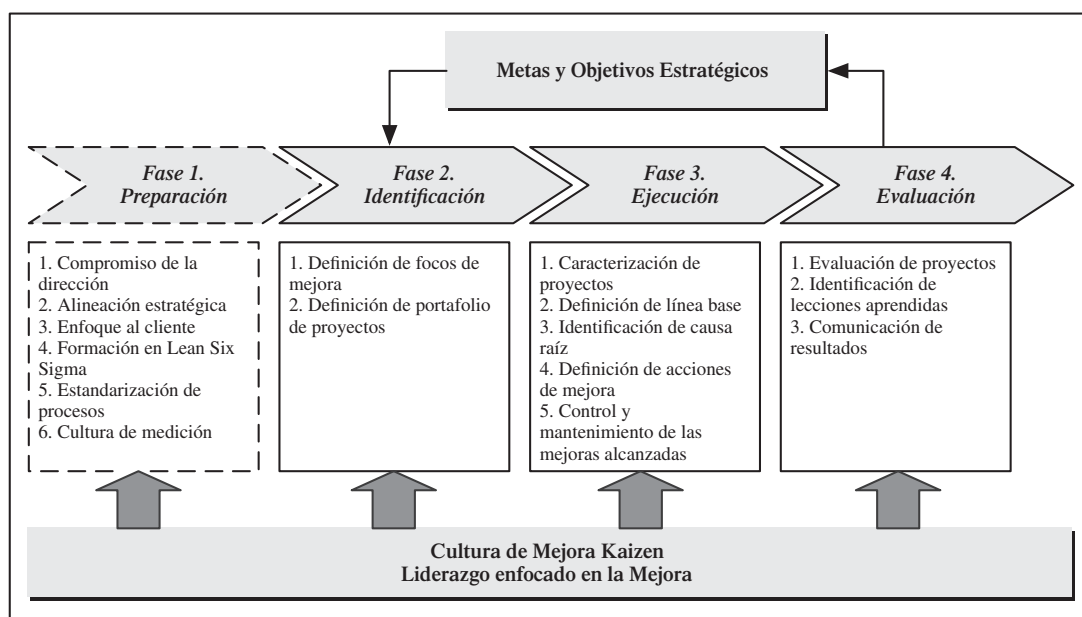 Metas y Objetivos Estratégicos
Fase 1.
Preparación
Fase 2.
Identificación
Fase 3.
Ejecución
Fase 4.
Evaluación
1. Compromiso de la
dirección
2. Alineación estratégica
3. Enfoque al cliente
4. Formación en Lean Six
Sigma
5. Estandarización de
procesos
6. Cultura de medición
1. Definición de focos de
mejora
2. Definición de portafolio
de proyectos
1. Caracterización de
proyectos
2. Definición de línea base
3. Identificación de causa
raíz
4. Definición de acciones
de mejora
5. Control y
mantenimiento de las
mejoras alcanzadas
1. Evaluación de proyectos
2. Identificación de
lecciones aprendidas
3. Comunicación de
resultados
Cultura de Mejora Kaizen
Liderazgo enfocado en la Mejora